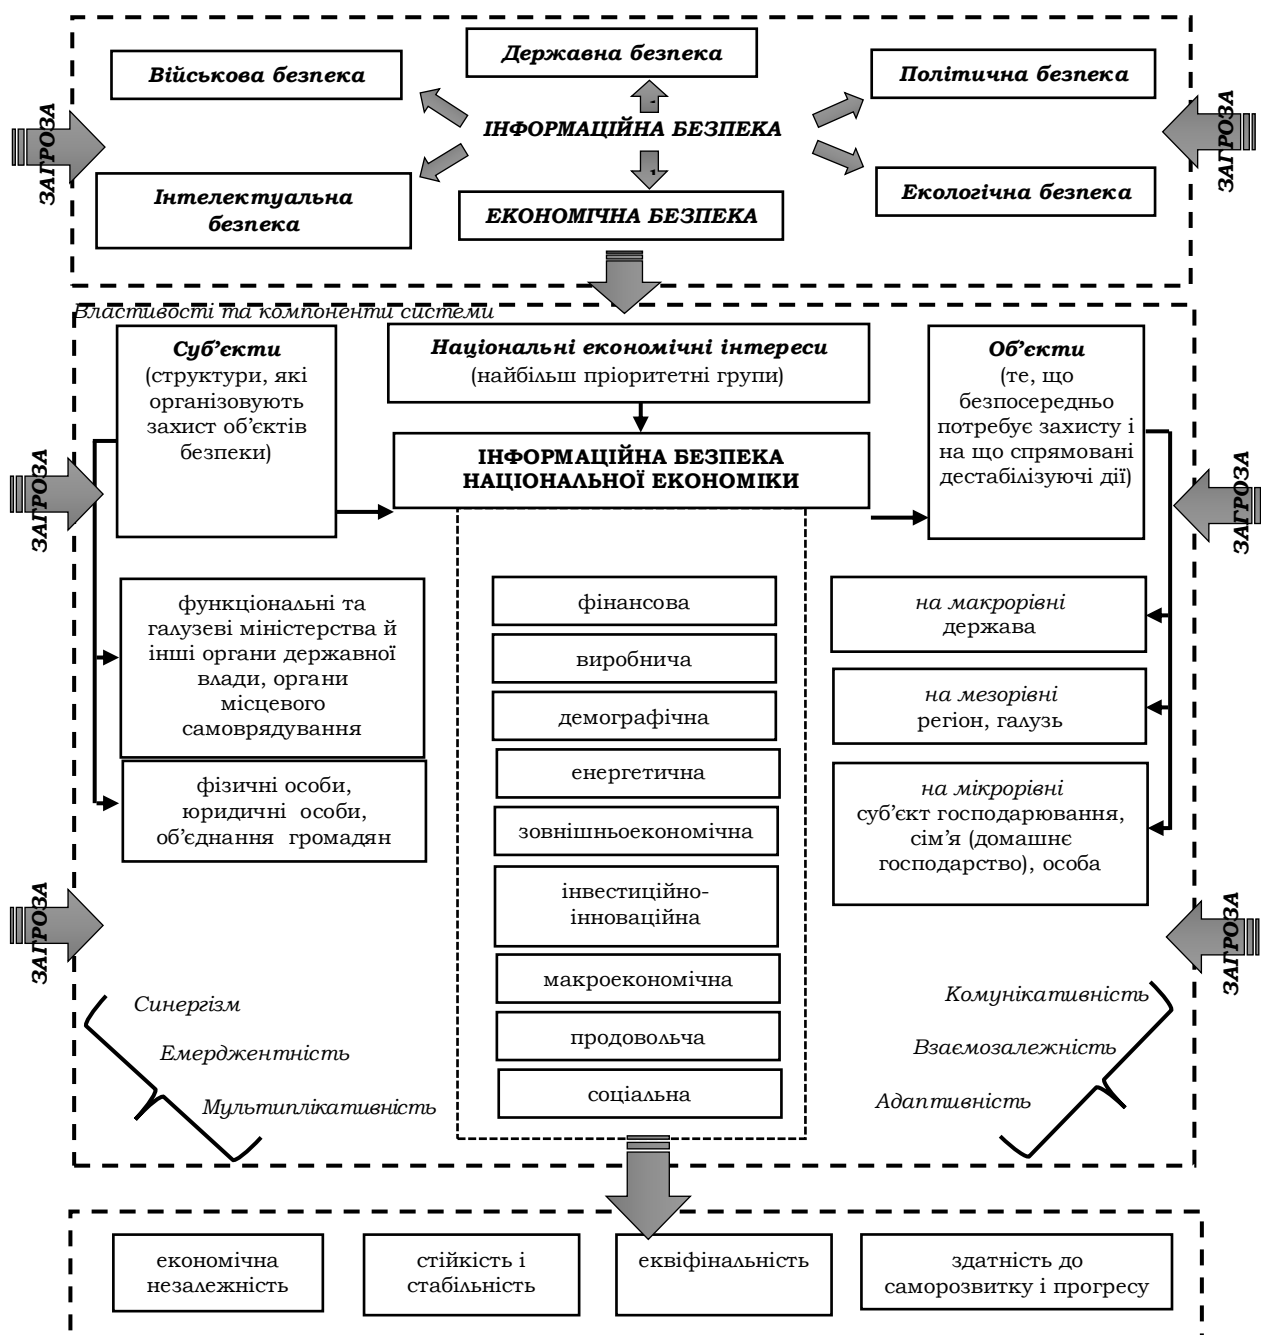 Державна безпека
Військова безпека
Політична безпека
ІНФОРМАЦІЙНА БЕЗПЕКА
Інтелектуальна
безпека
ЕКОНОМІЧНА БЕЗПЕКА
Екологічна безпека
ЗАГРОЗА
ЗАГРОЗА
Властивості та компоненти системи
Суб’єкти
(структури, які
організовують
захист об’єктів
безпеки)
Національні економічні інтереси
(найбільш пріоритетні групи)
ІНФОРМАЦІЙНА БЕЗПЕКА
НАЦІОНАЛЬНОЇ ЕКОНОМІКИ
Об’єкти
(те, що
безпосередньо
потребує захисту і
на що спрямовані
дестабілізуючі дії)
ЗАГРОЗА
ЗАГРОЗА
функціональні та
галузеві міністерства й
інші органи державної
влади, органи
місцевого
самоврядування
фізичні особи,
юридичні особи,
об’єднання громадян
фінансова
виробнича
демографічна
енергетична
зовнішньоекономічна
інвестиційно-
інноваційна
макроекономічна
продовольча
соціальна
на макрорівні
держава
на мезорівні
регіон, галузь
на мікрорівні
суб’єкт господарювання,
сім’я (домашнє
господарство), особа
ЗАГРОЗА
ЗАГРОЗА
Синергізм
Емерджентність
Мультиплікативність
Комунікативність
Взаємозалежність
Адаптивність
економічна
незалежність
стійкість і
стабільність
еквіфінальність
здатність до
саморозвитку і прогресу